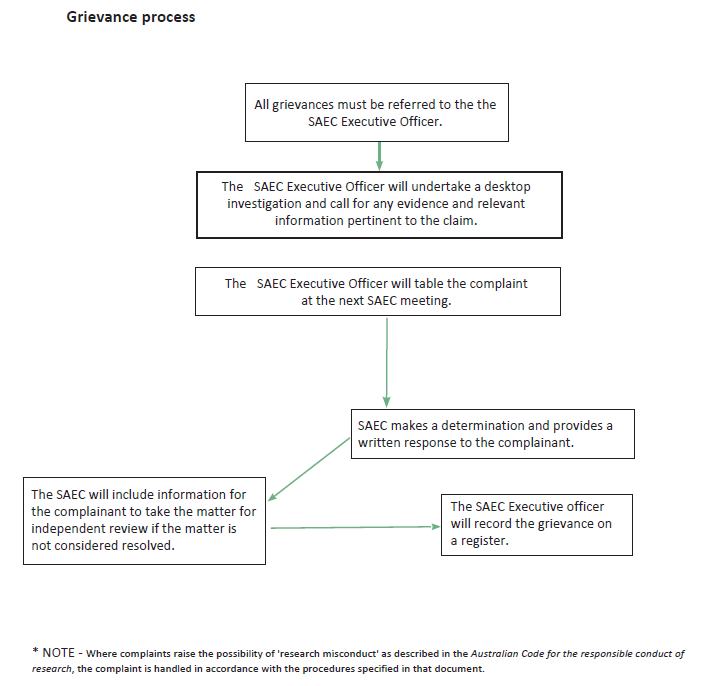 Grievance process
All grievances must be referred to the the
SAEC Executive Officer.
The SAEC Executive Officer will undertake a desktop
investigation and call for any evidence and relevant
information pertinent to the claim.
The SAEC Executive Officer will table the complaint
at the next SAEC meeting.
SAEC makes a determination and provides a
written response to the complainant.
The SAEC will include information for
the complainant to take the matter for
independent review if the matter is
not considered resolved.
The SAEC Executive officer
will record the grievance on
a register.
* NOTE - Where complaints raise the possibility of 'research misconduct' as described in the Australian Code for the responsible conduct of
research, the complaint is handled in accordance with the procedures specified in that document.